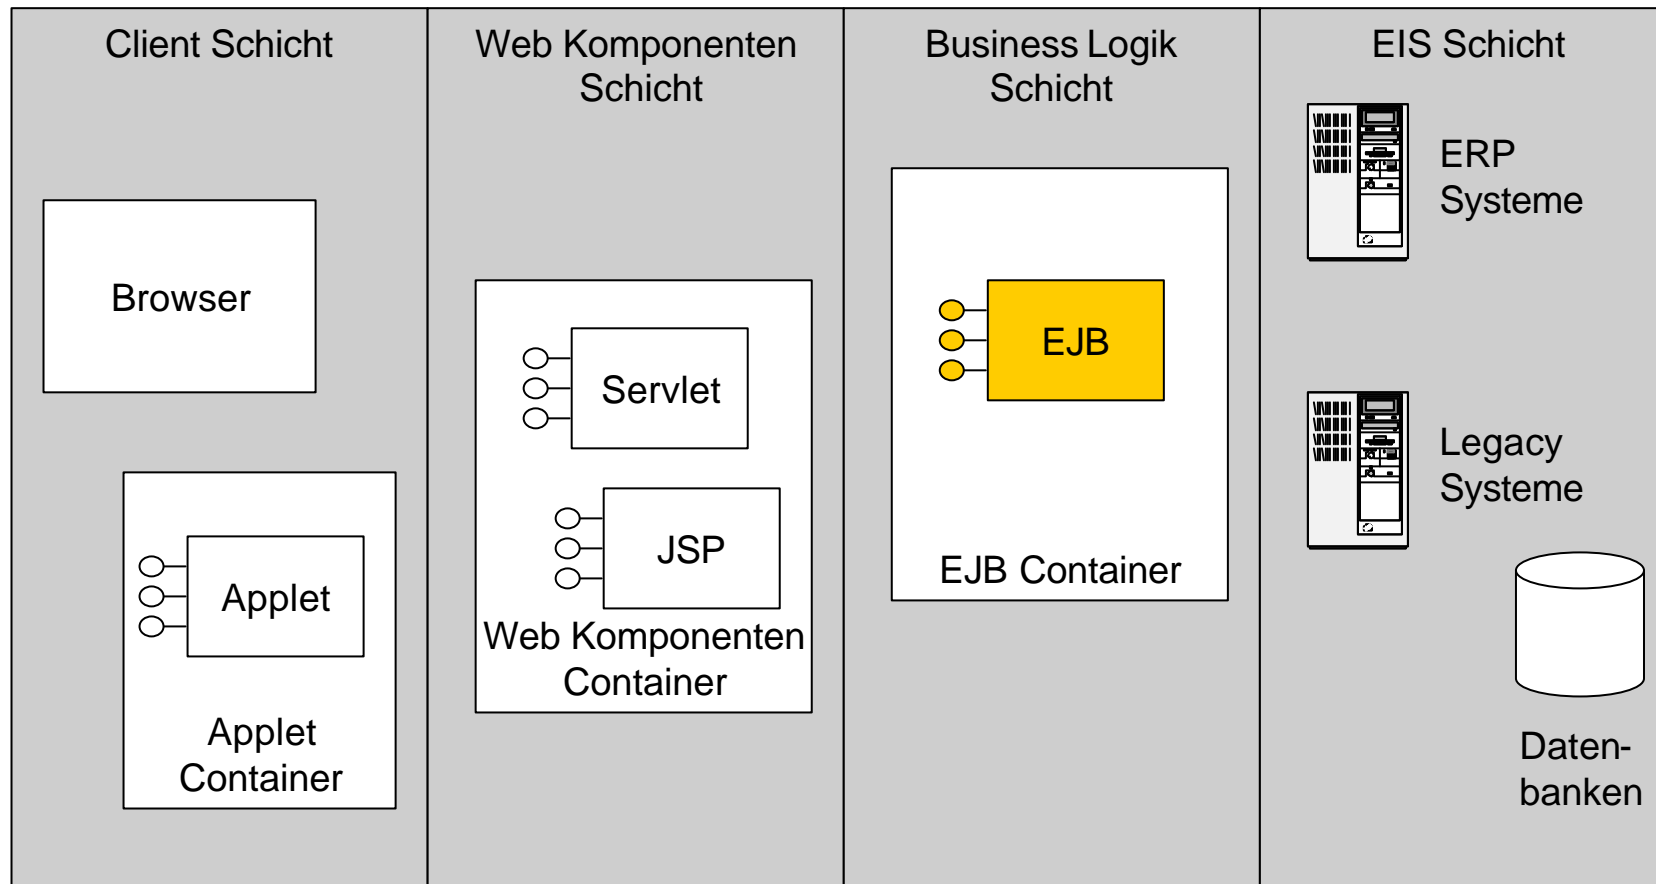 Client Schicht
Browser
Applet
Applet
Container
Web Komponenten
Schicht
Servlet
JSP
Web Komponenten
Container
Business Logik
Schicht
EJB
EJB Container
EIS Schicht
ERP
Systeme
Legacy
Systeme
Daten-
banken